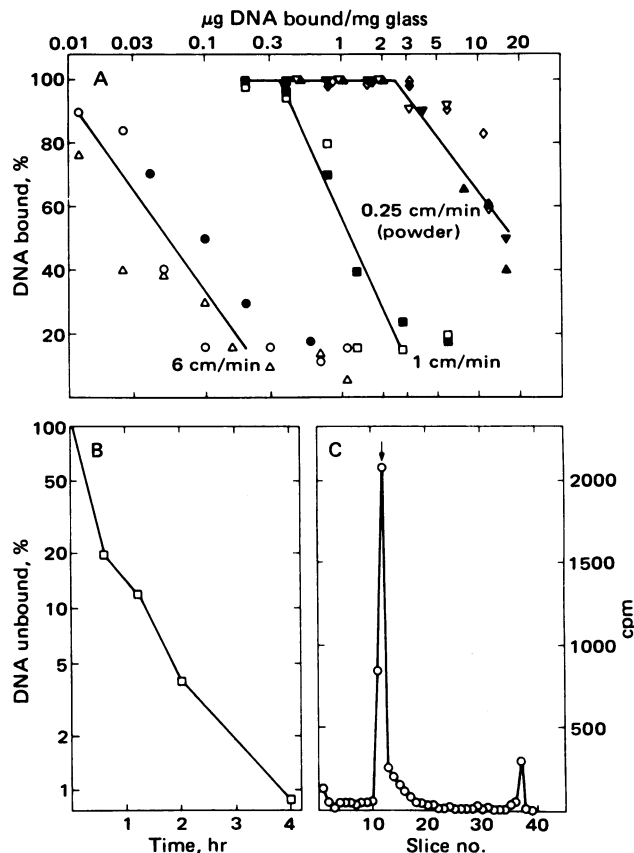 µg DNA bound/mg glass
0.01 0.03 0.1 0.3 1 2 3 6 10 20
A
100
80
60
40
20
DNA bound, %
0.25 cm/min
(powder)
6 cm/min
1 cm/min
B
100
50
20
10
5
2
1
DNA unbound, %
1 2 3 4
Time, hr
C
2000
1500
1000
500
cpm
10 20 30 40
Slice no.